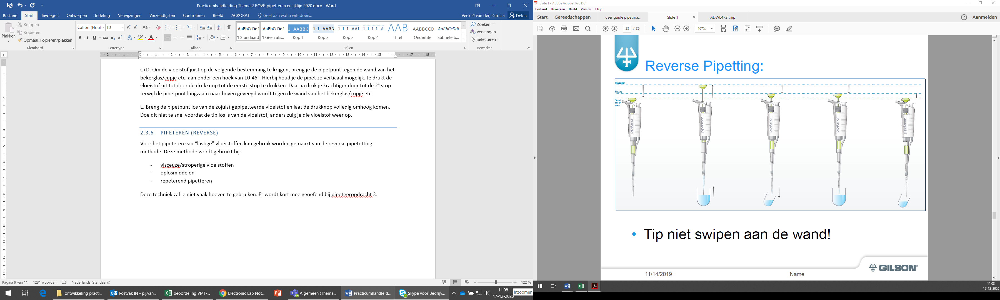 Practicumhandleiding Thema 2 BOVR pipetteren en ijklijn 2020.docx - Word
Bestand Start Invoegen Ontwerpen Indeling Verwijzingen Verzendlijsten Controleren Beeld ACROBAT Geef aan wat u wilt doen... Veek PJ van der, Patricia Delen
Plakken
Knippen
Kopiëren
Opmaak kopiëren/plakken
Klembord
Calibri (Hoof 10
Lettertype
Alinea
AaBbCcDdE AaBbCcDdE 1 AABBC 1.1 AABB 1.1.1 AAI 1.1.1.1 A AAB AABBCCD AaBbCcDd
¶ Standaard ¶ Geen afs... Kop 1 Kop 2 Kop 3 Kop 4 Titel Ondertitel Subtiele b...
Stijlen
Zoeken
Vervangen
Selecteren
Bewerken
C+D. Om de vloeistof juist op de volgende bestemming te krijgen, breng je de pipetpunt tegen de wand van het
bekerglas/cupje etc. aan onder een hoek van 10-45°. Hierbij houd je de pipet zo verticaal mogelijk. Je drukt de
vloeistof uit tot door de drukknop tot de eerste stop te drukken. Daarna druk je krachtiger door tot de 2e stop
terwijl de pipetpunt langzaam naar boven geveegd wordt tegen de wand van het bekerglas/cupje etc.
E. Breng de pipetpunt los van de zojuist gepipetteerde vloeistof en laat de drukknop volledig omhoog komen.
Doe dit niet te snel voordat de tip los is van de vloeistof, anders zuig je die vloeistof weer op.
2.3.6 PIPETEREN (REVERSE)
Voor het pipeteren van “lastige” vloeistoffen kan gebruik worden gemaakt van de reverse pipetetting-
methode. Deze methode wordt gebruikt bij:
- visceuze/stroperige vloeistoffen
- oplosmiddelen
- repeterend pipetteren
Deze techniek zal je niet vaak hoeven te gebruiken. Er wordt kort mee geoefend bij pipeteeropdracht 3.
Pagina 9 van 11 1231 woorden Nederlands (standaard) 122 %
ontwikkeling practi... Postvak IN - p.j.van... beoordeling VMT-... Electronic Lab Not... Algemeen (Thema... Practicumhandleid... Skype voor Bedrijv... 11:08
17-12-2020
Inzoomen
Slide 1 - Adobe Acrobat Pro DC
Bestand Bewerken Beeld Venster Help
Start Gereedschappen user guide pipetma... Slide 1 ADWE4F2.tmp Aanmelden
28 / 36 107%
Reverse Pipetting:
Rest position
First stop
Second
stop or
purge
pipetman pipetman pipetman pipetman pipetman
• Tip niet swipen aan de wand!
GILSON®
11/14/2019 Name
11:08
17-12-2020